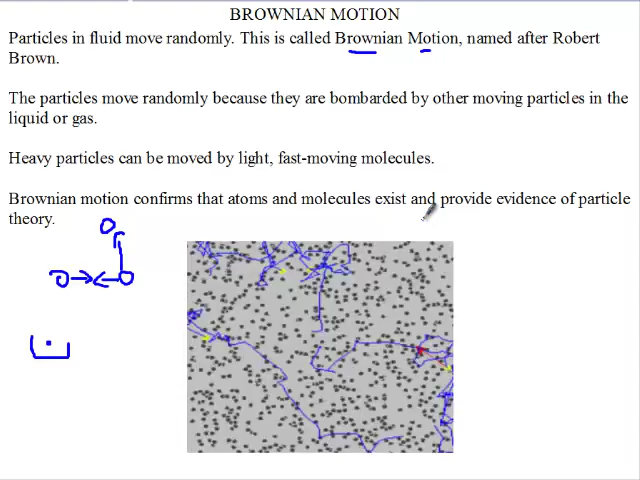 BROWNIAN MOTION
Particles in fluid move randomly. This is called Brownian Motion, named after Robert
Brown.
The particles move randomly because they are bombarded by other moving particles in the
liquid or gas.
Heavy particles can be moved by light, fast-moving molecules.
Brownian motion confirms that atoms and molecules exist and provide evidence of particle
theory.